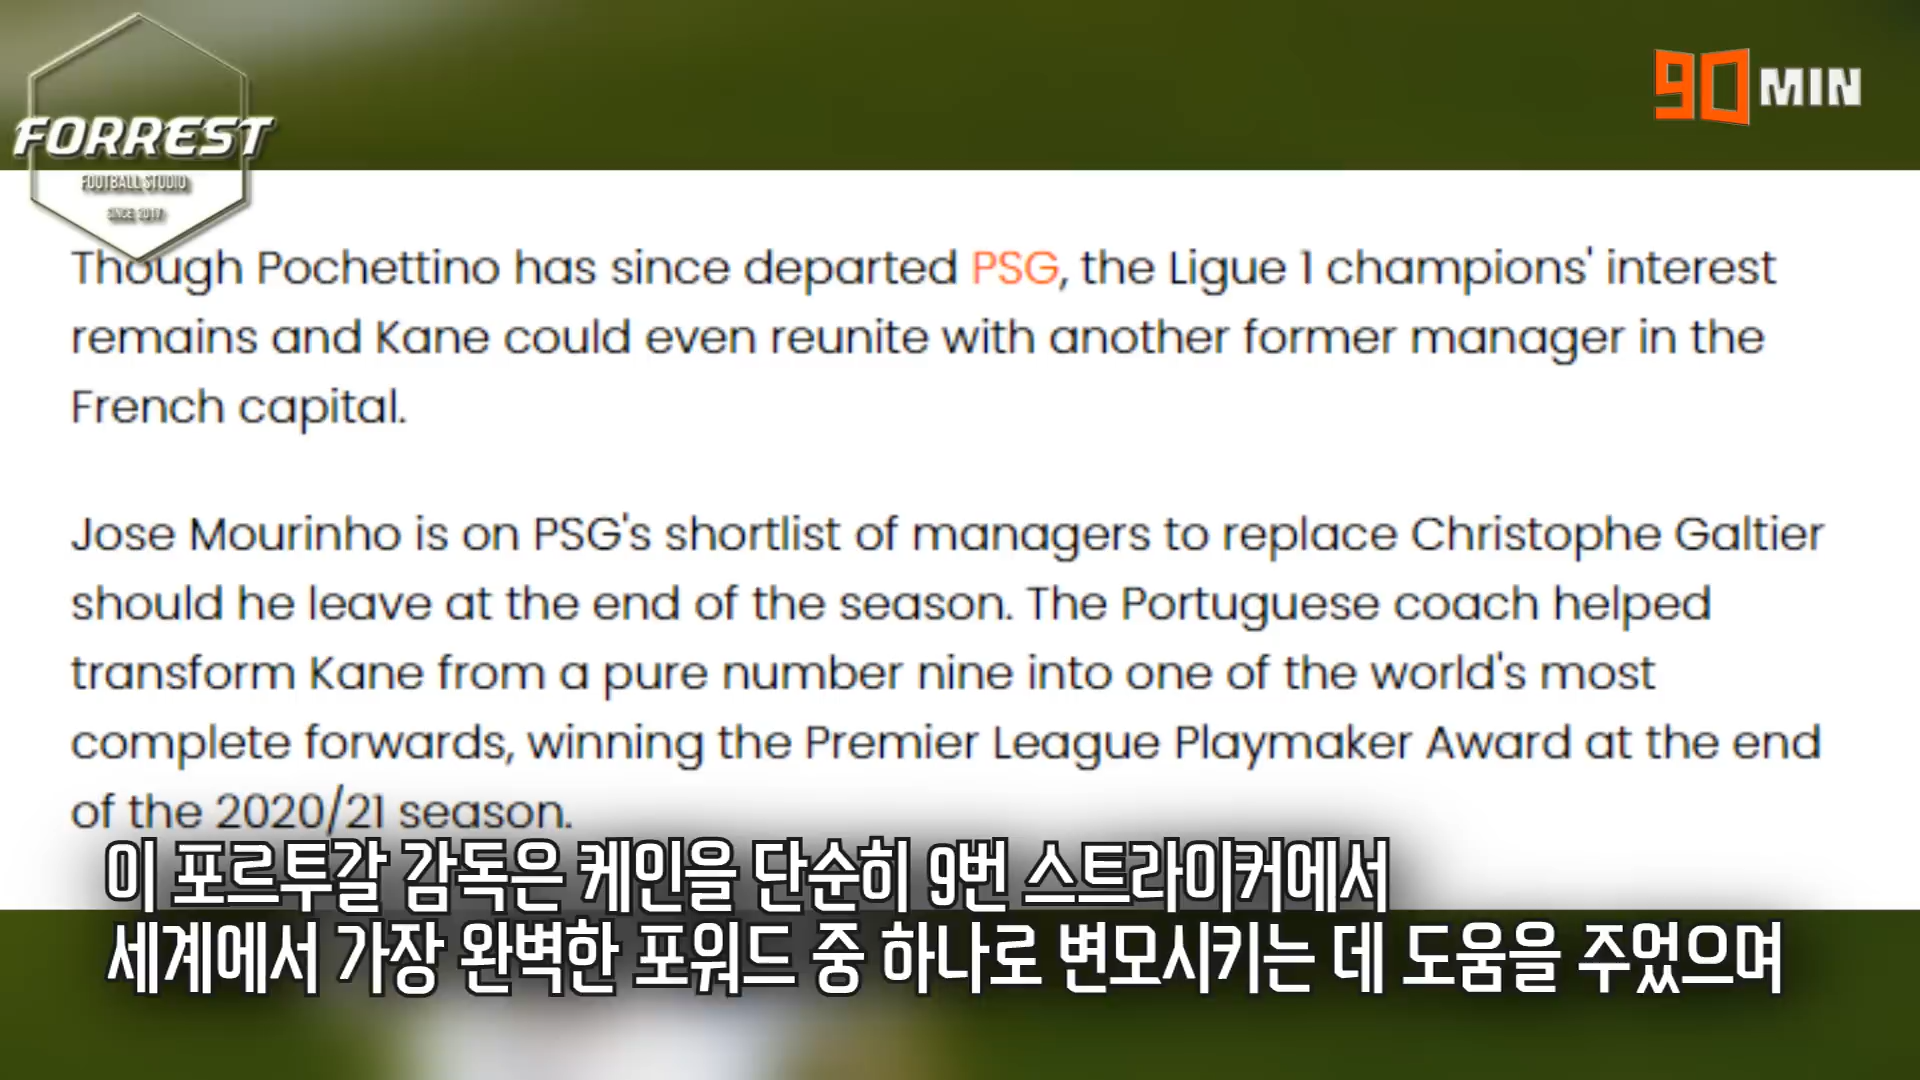 FORREST
FOOTBALL STUDIO
SINCE 2017
90MIN
Though Pochettino has since departed PSG, the Ligue 1 champions' interest
remains and Kane could even reunite with another former manager in the
French capital.
Jose Mourinho is on PSG's shortlist of managers to replace Christophe Galtier
should he leave at the end of the season. The Portuguese coach helped
transform Kane from a pure number nine into one of the world's most
complete forwards, winning the Premier League Playmaker Award at the end
of the 2020/21 season.
이 포르투갈 감독은 케인을 단순히 9번 스트라이커에서
세계에서 가장 완벽한 포워드 중 하나로 변모시키는 데 도움을 주었으며